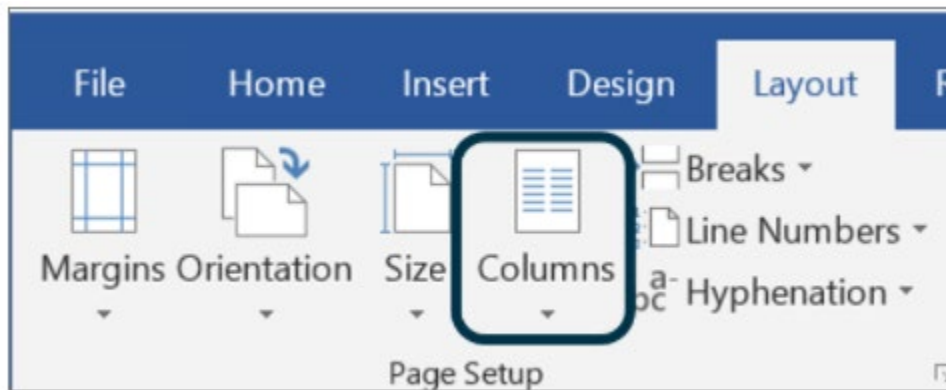 File Home Insert Design Layout
Margins Orientation Size Columns
Breaks
Line Numbers
Hyphenation
Page Setup